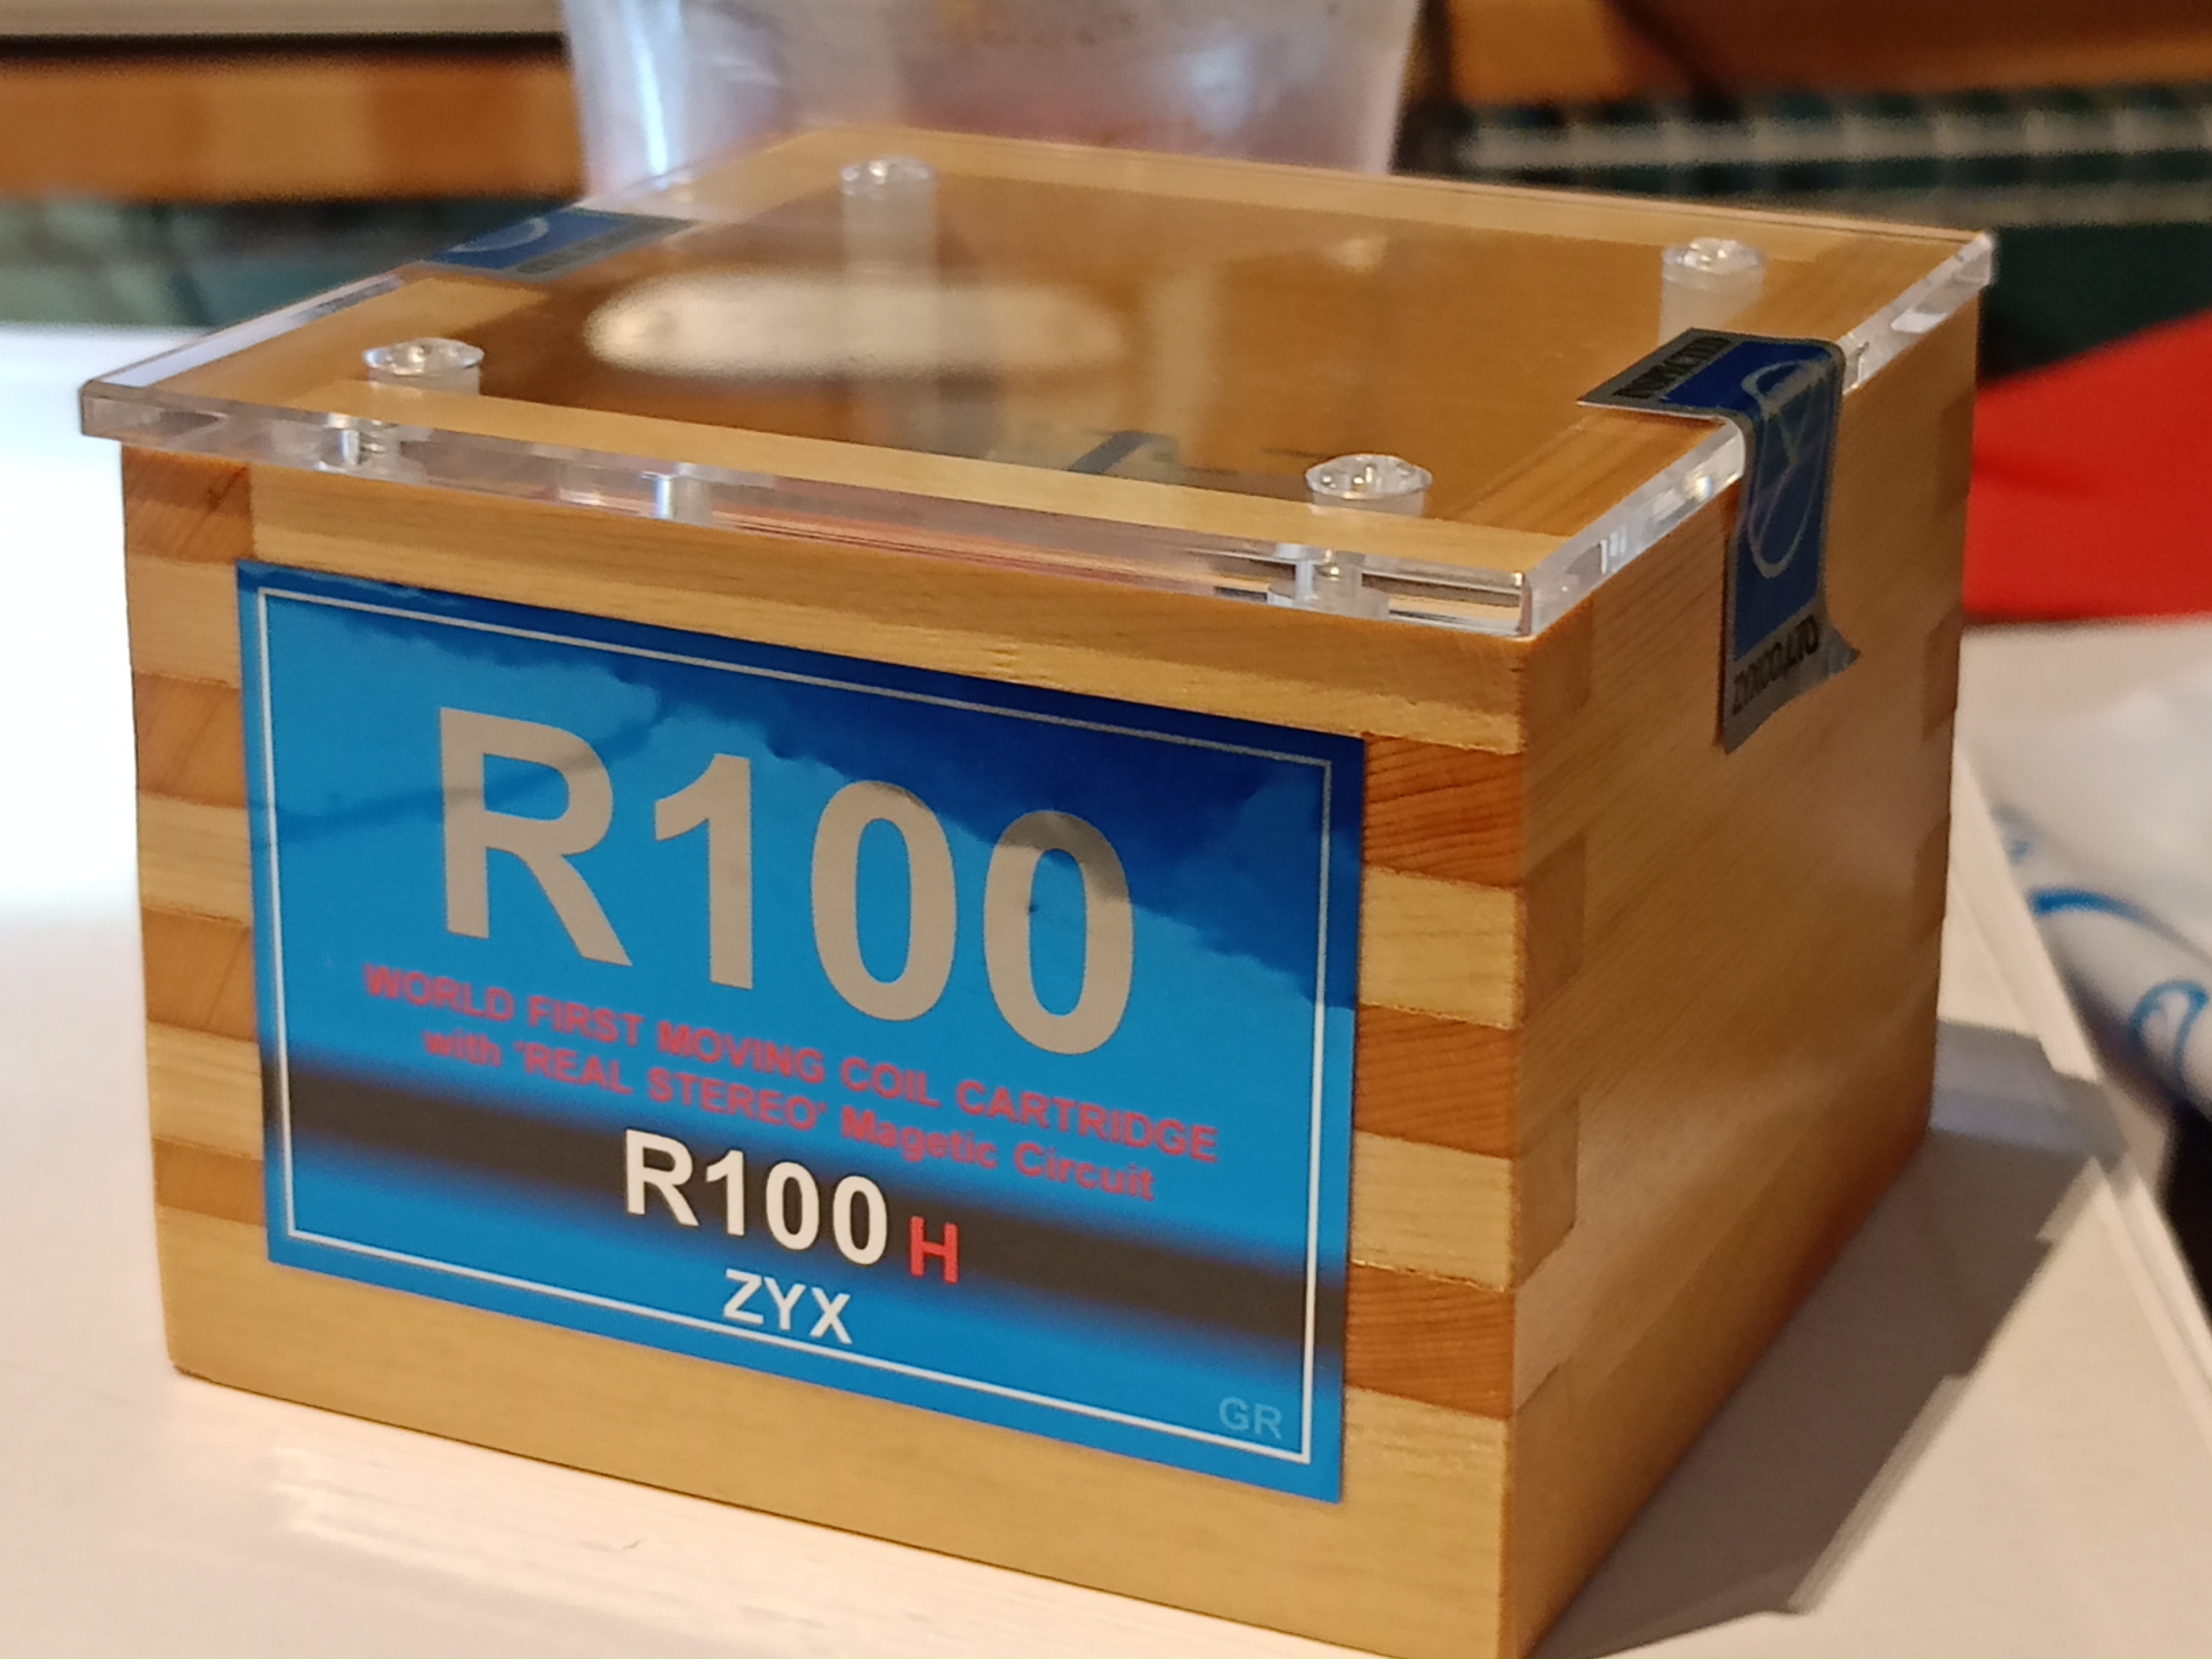 R100
WORLD FIRST MOVING COIL CARTRIDGE
with "REAL STEREO" Magetic Circuit
R100 H
ZYX
GR